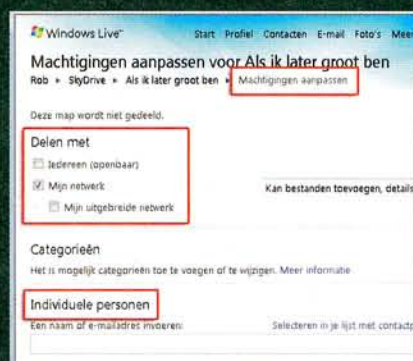 Windows Live™
Start Profiel Contacten E-mail Foto's Meer
Machtigingen aanpassen voor Als ik later groot ben
Rob ▸ SkyDrive ▸ Als ik later groot ben ▸ Machtigingen aanpassen
Deze map wordt niet gedeeld.
Delen met
Iedereen (openbaar)
Mijn netwerk
Kan bestanden toevoegen, details
Mijn uitgebreide netwerk
Categorieën
Het is mogelijk categorieën toe te voegen of te wijzigen. Meer informatie
Individuele personen
Een naam of e-mailadres invoeren:
Selecteren in je lijst met contactp